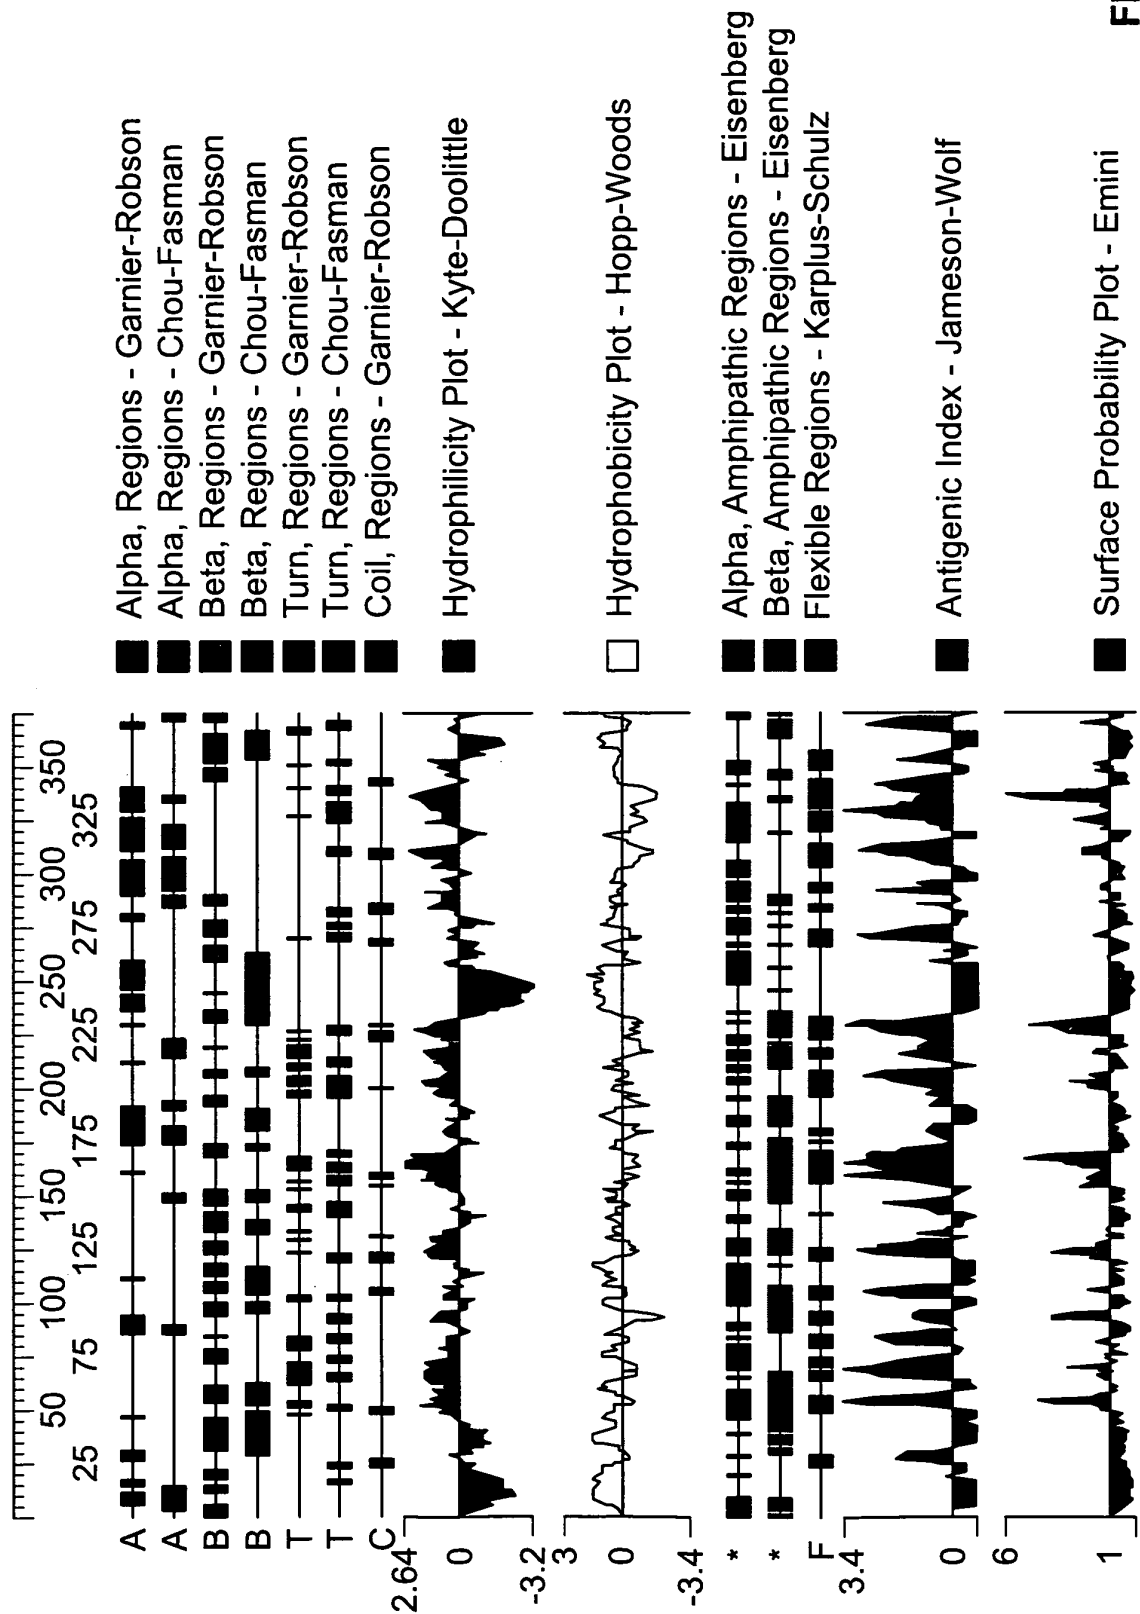 25 50 75 100 125 150 175 200 225 250 275 300 325 350
A Alpha, Regions - Garnier-Robson
A Alpha, Regions - Chou-Fasman
B Beta, Regions - Garnier-Robson
B Beta, Regions - Chou-Fasman
T Turn, Regions - Garnier-Robson
T Turn, Regions - Chou-Fasman
C Coil, Regions - Garnier-Robson
2.64
0 Hydrophilicity Plot - Kyte-Doolittle
-3.2
3
0 Hydrophobicity Plot - Hopp-Woods
-3.4
* Alpha, Amphipathic Regions - Eisenberg
* Beta, Amphipathic Regions - Eisenberg
F Flexible Regions - Karplus-Schulz
3.4
0 Antigenic Index - Jameson-Wolf
6
1 Surface Probability Plot - Emini